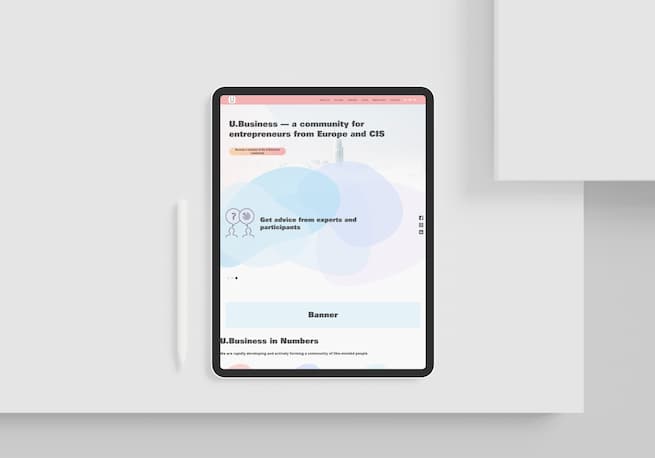 U.
U.Business — a community for
entrepreneurs from Europe and CIS
Get advice from experts and
participants
Banner
U.Business in Numbers
We are rapidly developing and actively forming a community of like-minded people